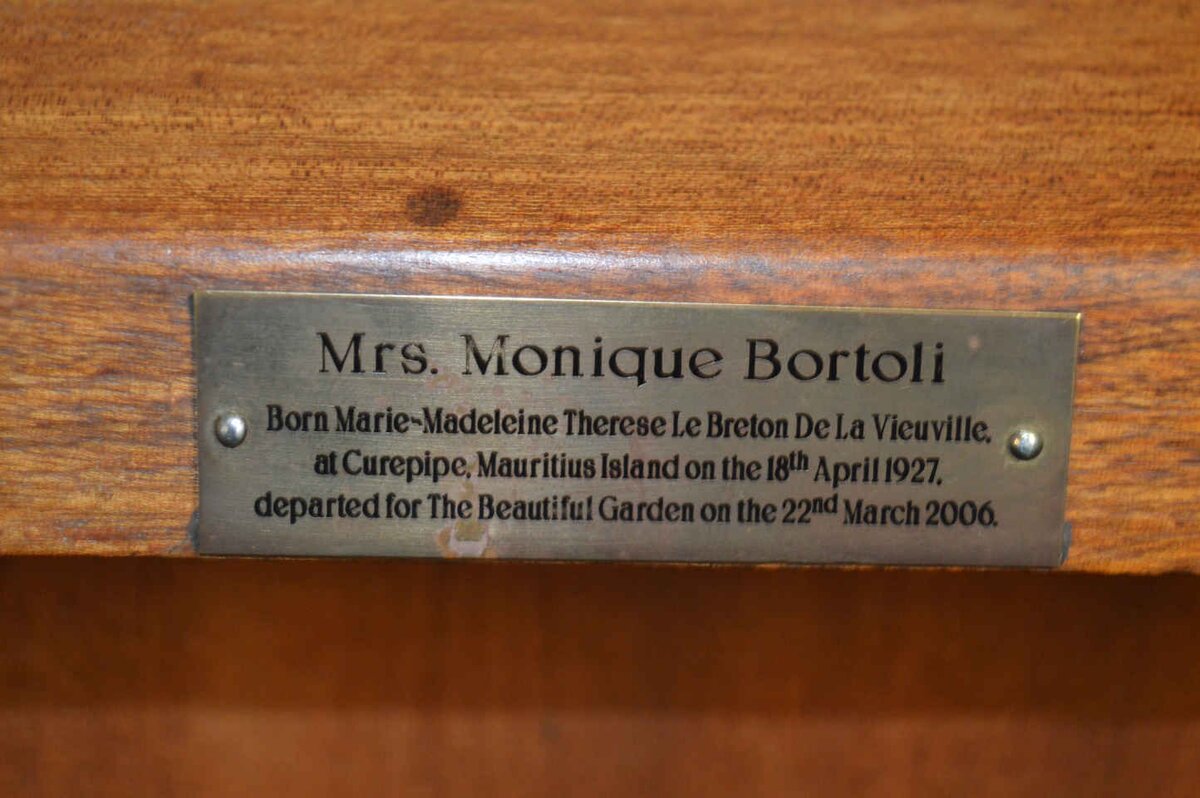 Mrs. Monique Bortoli
Born Marie-Madeleine Therese Le Breton De La Vieuville,
at Curepipe, Mauritius Island on the 18th April 1927,
departed for The Beautiful Garden on the 22nd March 2006.